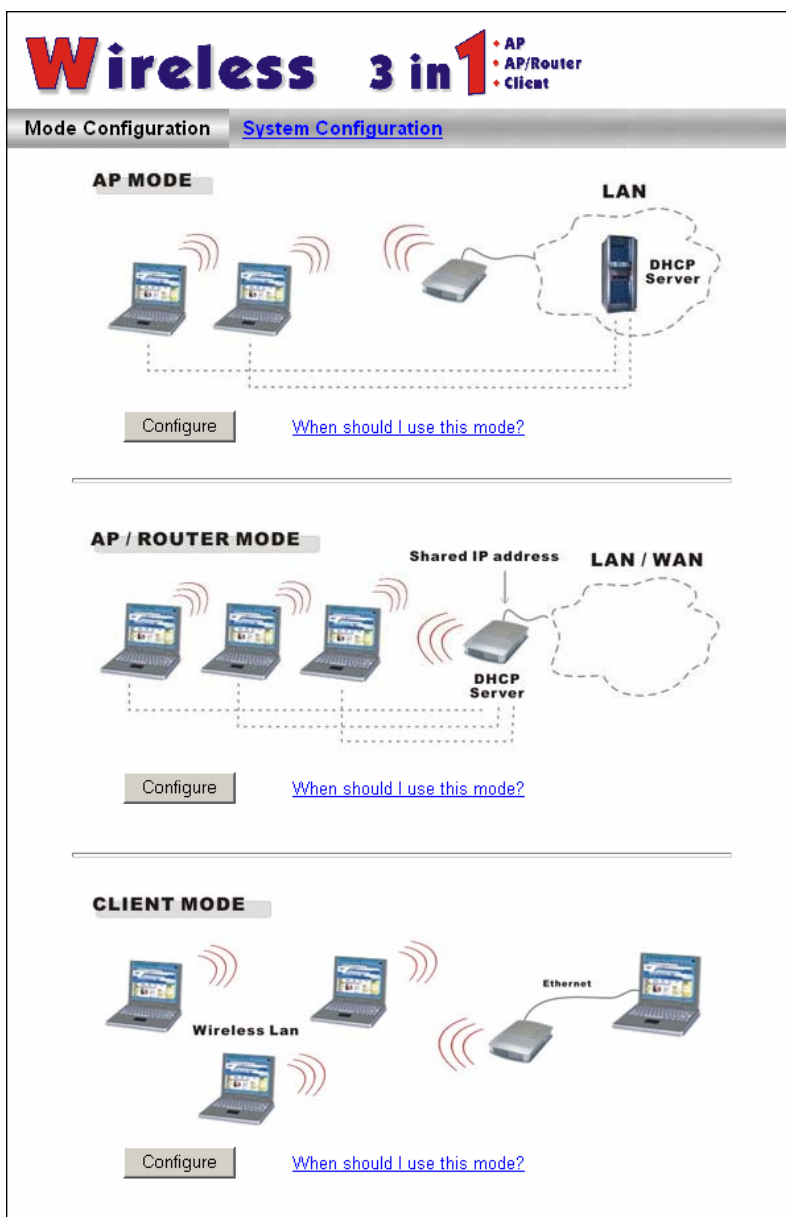 Wireless 3 in 1
• AP
• AP/Router
• Client
Mode Configuration System Configuration
AP MODE
LAN
DHCP
Server
Configure When should I use this mode?
AP / ROUTER MODE
Shared IP address
LAN / WAN
DHCP
Server
Configure When should I use this mode?
CLIENT MODE
Ethernet
Wireless Lan
Configure When should I use this mode?